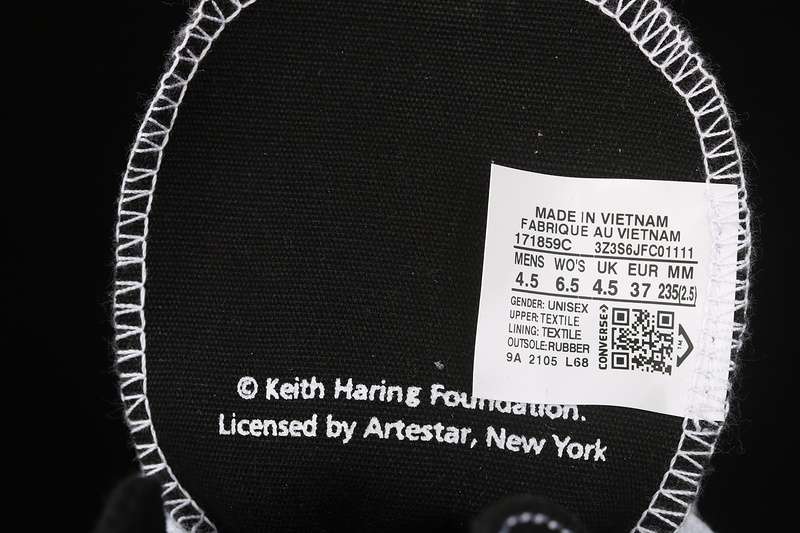 MADE IN VIETNAM
FABRIQUE AU VIETNAM
171859C 3Z3S6JFC01111
MENS WO'S UK EUR MM
4.5 6.5 4.5 37 235(2.5)
GENDER: UNISEX
UPPER: TEXTILE
LINING: TEXTILE
OUTSOLE:RUBBER
9A 2105 L68
CONVERSE
TM
© Keith Haring Foundation.
Licensed by Artestar, New York